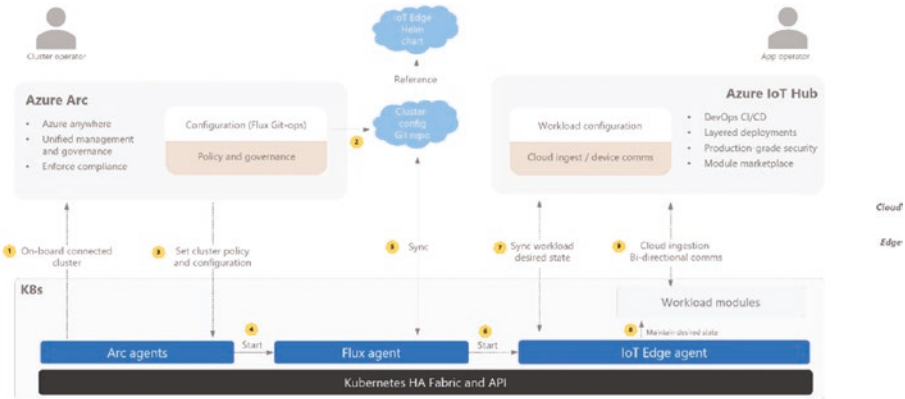 IoT Edge
Helm
chart
Cluster operator
App operator
Reference
Azure Arc
• Azure anywhere
• Unified management
and governance
• Enforce compliance
Configuration (Flux Git-ops)
Policy and governance
2
Cluster
config
Git repo
Azure IoT Hub
Workload configuration
Cloud ingest / device comms
• DevOps CI/CD
• Layered deployments
• Production-grade security
• Module marketplace
Cloud
Edge
1 On-board connected
cluster
3 Set cluster policy
and configuration
5 Sync
7 Sync workload
desired state
9 Cloud ingestion
Bi-directional comms
K8s
Workload modules
4
Start
6
Start
8 Maintain desired state
Arc agents
Flux agent
IoT Edge agent
Kubernetes HA Fabric and API